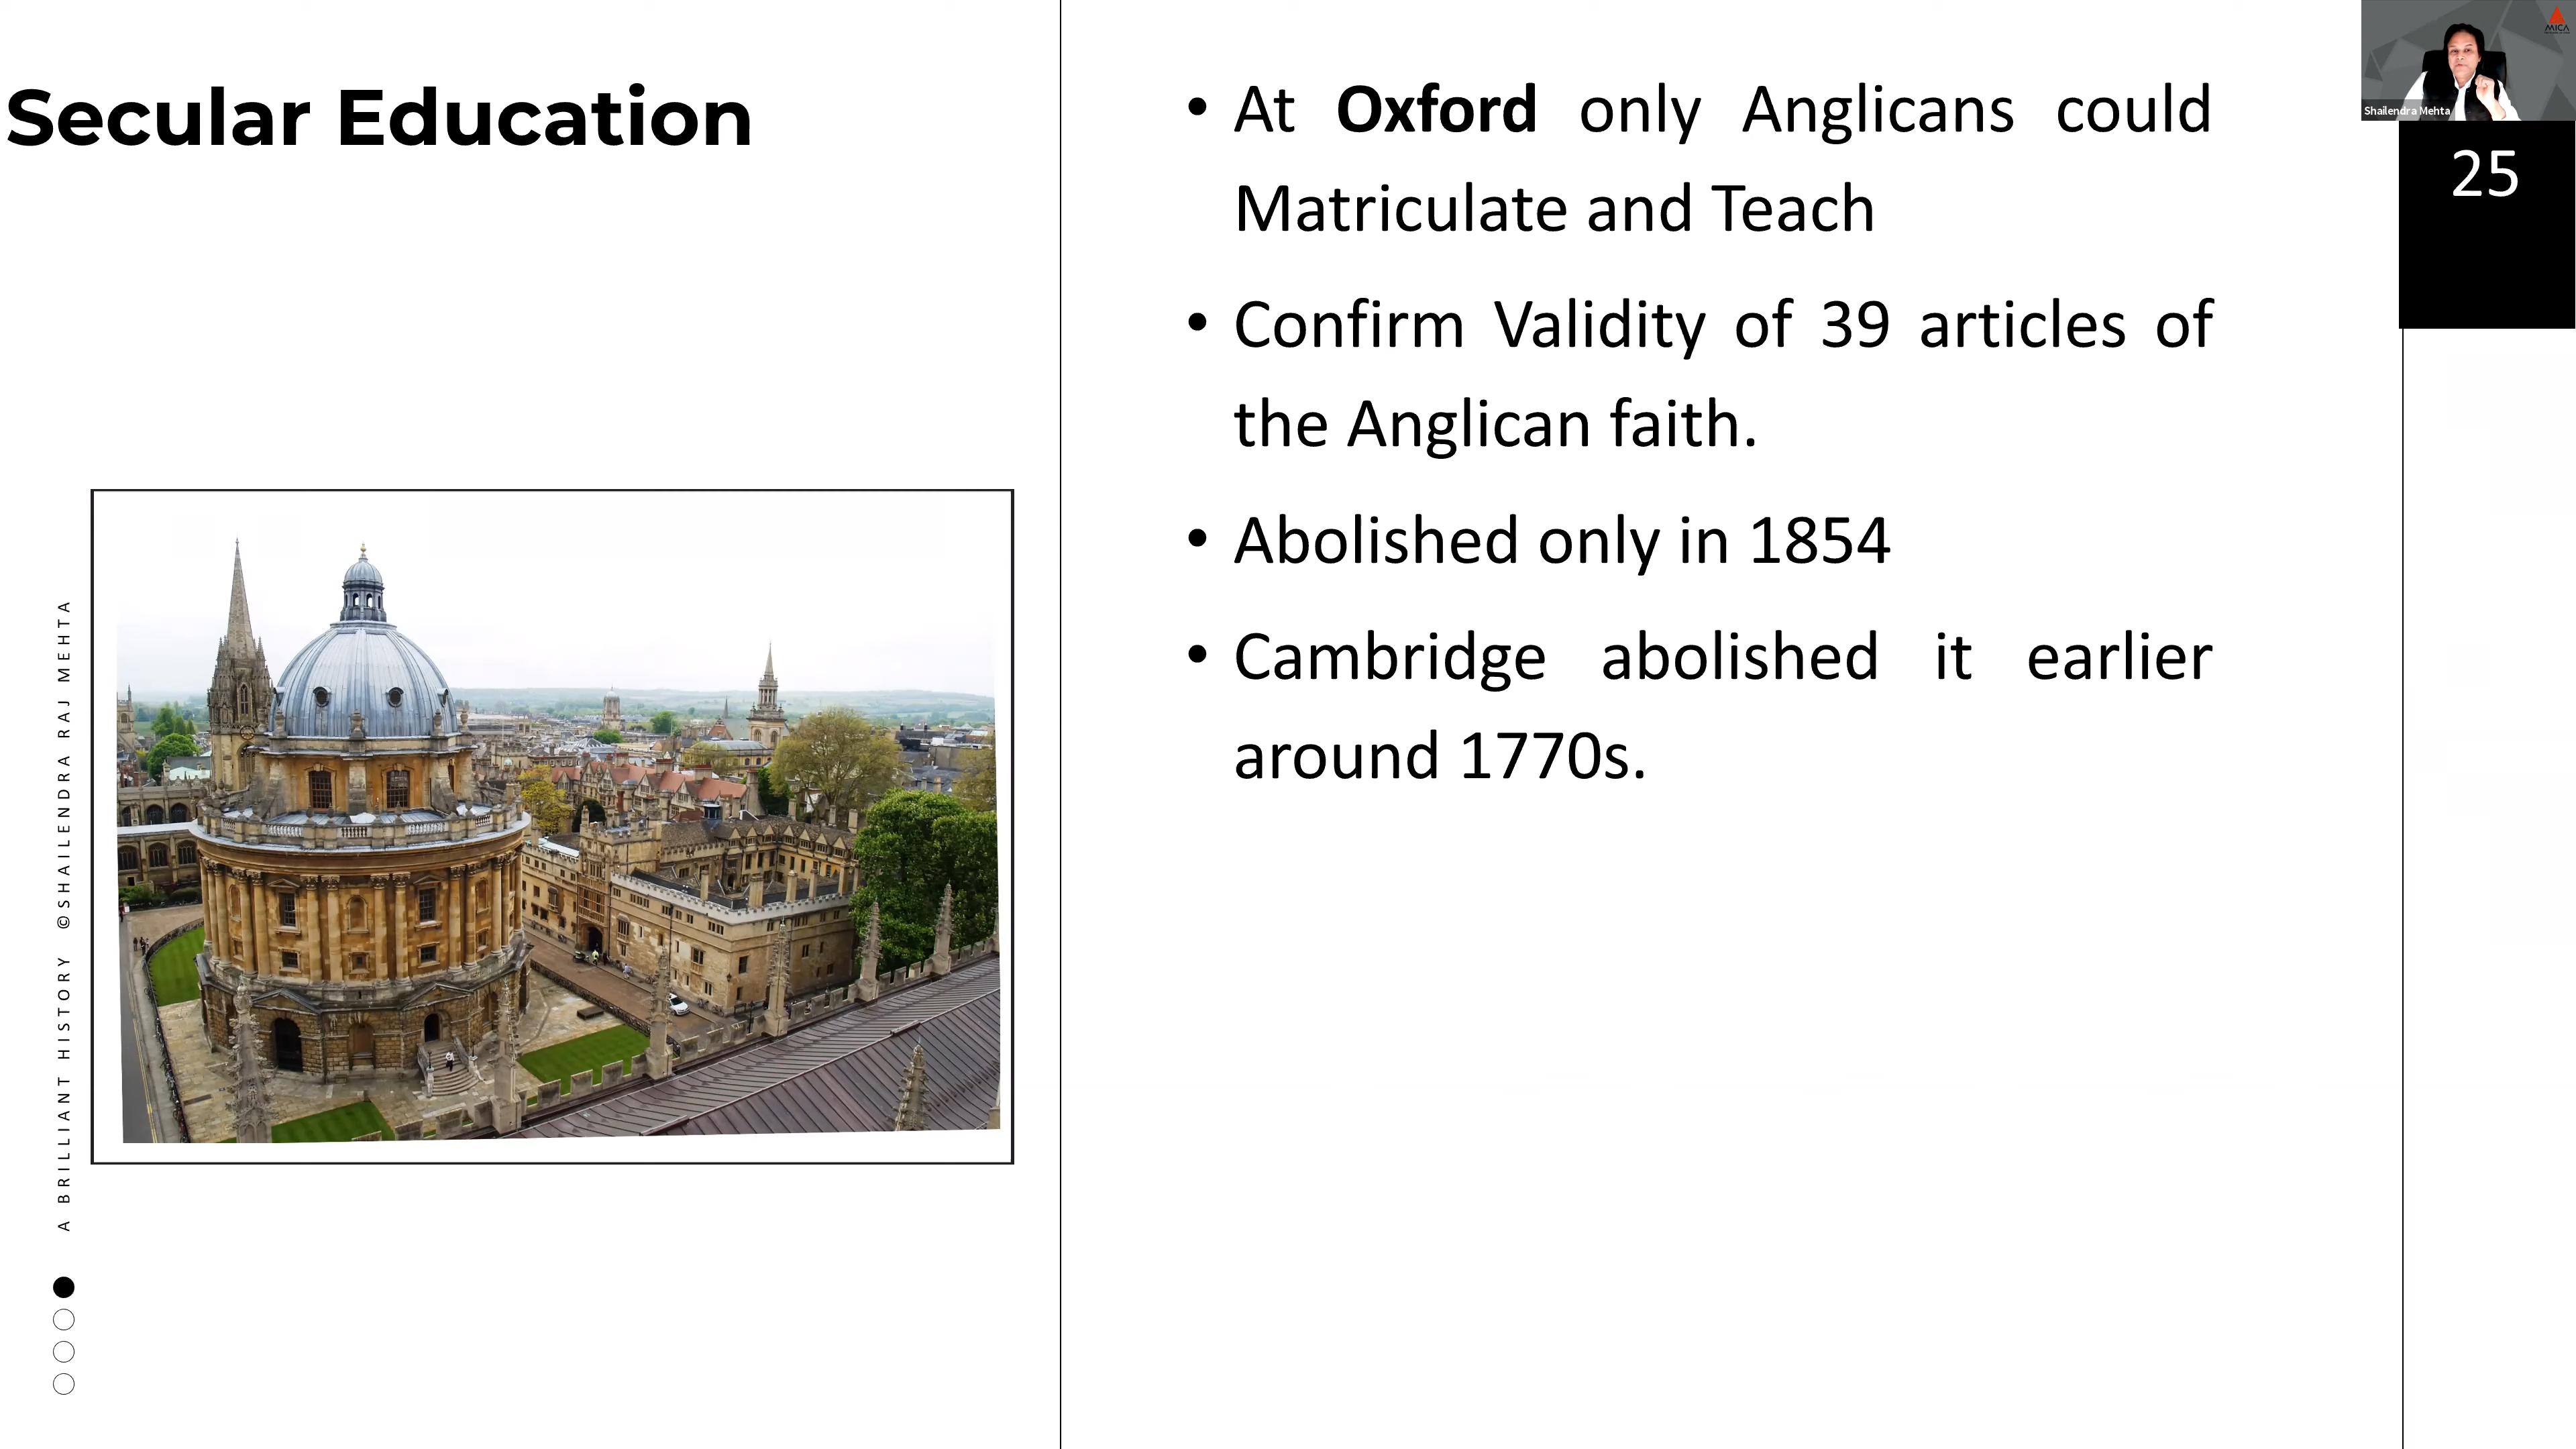 Secular Education
• At Oxford only Anglicans could
Matriculate and Teach
• Confirm Validity of 39 articles of
the Anglican faith.
• Abolished only in 1854
• Cambridge abolished it earlier
around 1770s.
A BRILLIANT HISTORY ©SHAILENDRA RAJ MEHTA
MICA
Shailendra Mehta
25